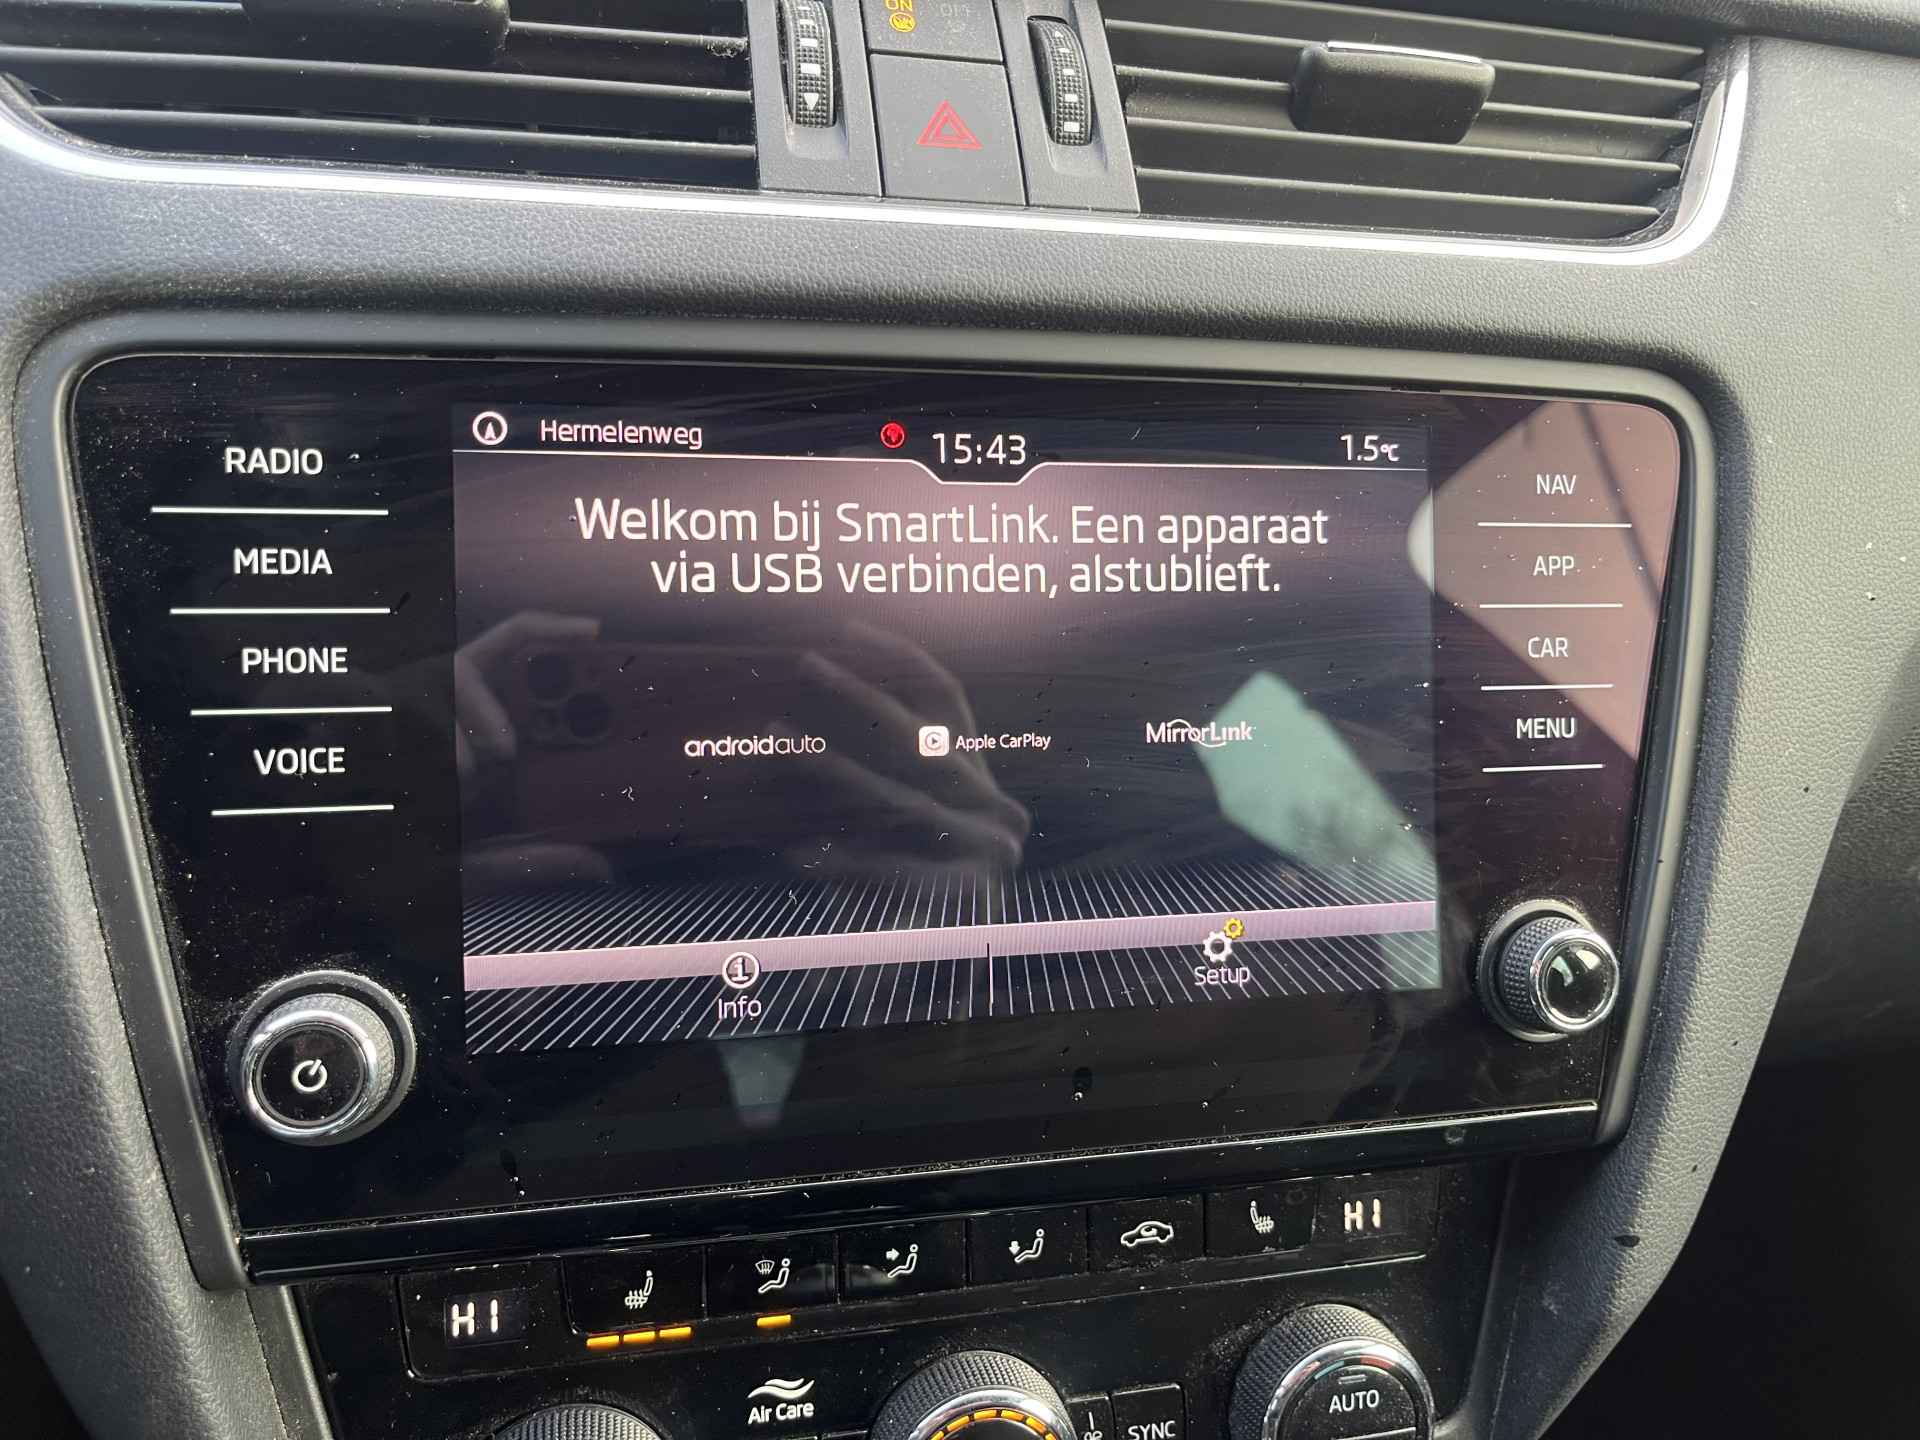 ON
OFF
Hermelenweg
15:43
1.5°C
RADIO
MEDIA
PHONE
VOICE
Welkom bij SmartLink. Een apparaat
via USB verbinden, alstublieft.
androidauto
Apple CarPlay
MirrorLink
Info
Setup
NAV
APP
CAR
MENU
HI
HI
Air Care
SYNC
AUTO